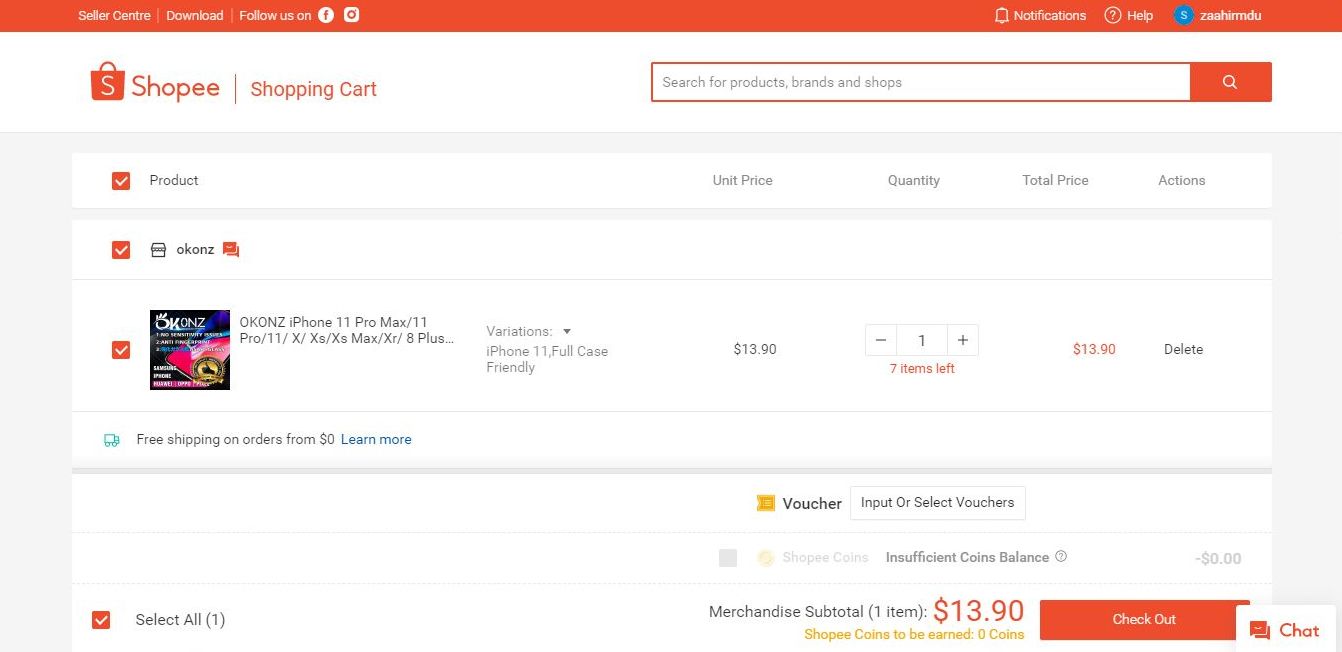 Seller Centre Download Follow us on
Notifications Help S zaahirmdu
S Shopee Shopping Cart
Search for products, brands and shops
Product Unit Price Quantity Total Price Actions
okonz
OKONZ
1:NO SENSITIVITY ISSUES
2:ANTI FINGERPRINT
SAMSUNG
IPHONE
HUAWEI | OPPO | PIXEL
OKONZ iPhone 11 Pro Max/11
Pro/11/ X/ Xs/Xs Max/Xr/ 8 Plus...
Variations:
iPhone 11,Full Case
Friendly
$13.90
1
7 items left
$13.90
Delete
Free shipping on orders from $0 Learn more
Voucher Input Or Select Vouchers
Shopee Coins Insufficient Coins Balance ? -$0.00
Select All (1)
Merchandise Subtotal (1 item): $13.90
Shopee Coins to be earned: 0 Coins
Check Out
Chat